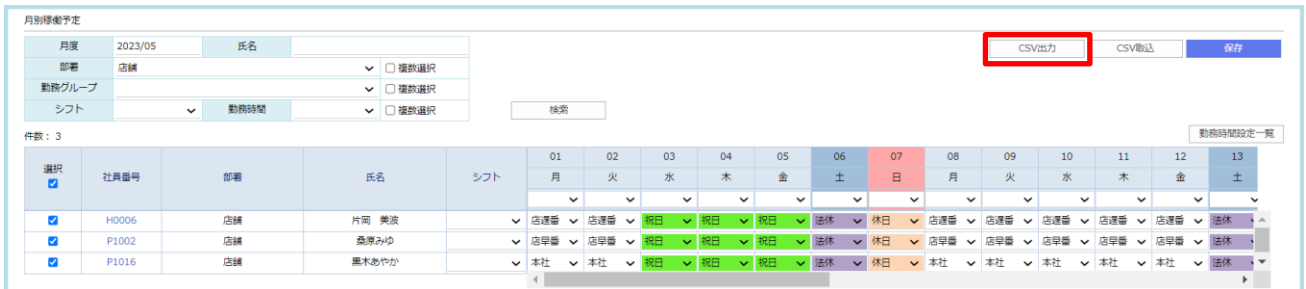 月別稼働予定
月度 2023/05 氏名
CSV出力 CSV取込 保存
部署 店舗 複数選択
勤務グループ 複数選択
シフト 勤務時間 複数選択 検索
件数: 3 勤務時間設定一覧
選択 社員番号 部署 氏名 シフト 01 02 03 04 05 06 07 08 09 10 11 12 13
月 火 水 木 金 土 日 月 火 水 木 金 土
H0006 店舗 片岡 美波 店遅番 店遅番 祝日 祝日 祝日 法休 休日 店遅番 店遅番 店遅番 店遅番 店遅番 法休
P1002 店舗 桑原みゆ 店早番 店早番 祝日 祝日 祝日 法休 休日 店早番 店早番 店早番 店早番 店早番 法休
P1016 店舗 黒木あやか 本社 本社 祝日 祝日 祝日 法休 休日 本社 本社 本社 本社 本社 法休